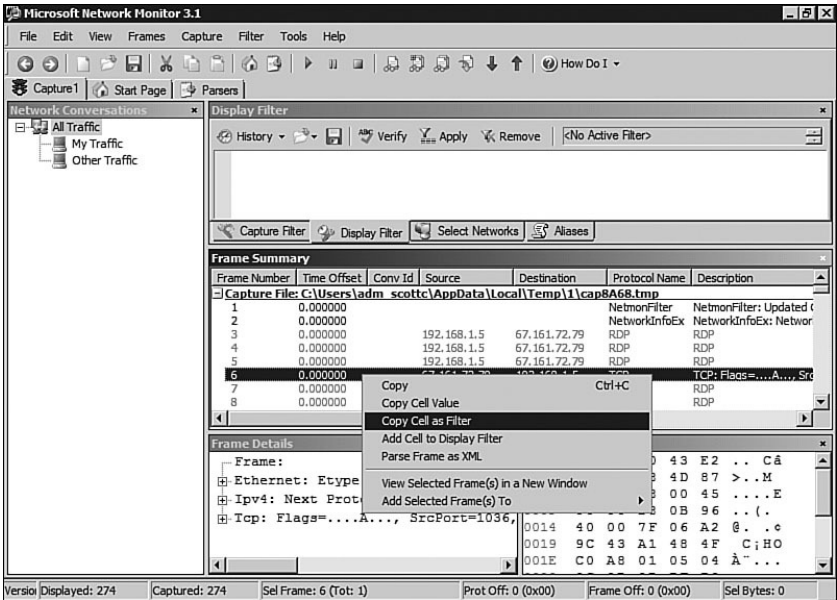 Microsoft Network Monitor 3.1
File Edit View Frames Capture Filter Tools Help
How Do I
Capture1 Start Page Parsers
Network Conversations
All Traffic
My Traffic
Other Traffic
Display Filter
History Verify Apply Remove <No Active Filter>
Capture Filter Display Filter Select Networks Aliases
Frame Summary
Frame Number Time Offset Conv Id Source Destination Protocol Name Description
Capture File: C:\Users\adm_scottc\AppData\Local\Temp\1\cap8A68.tmp
1 0.000000 NetmonFilter NetmonFilter: Updated
2 0.000000 NetworkInfoEx NetworkInfoEx: Networ
3 0.000000 192.168.1.5 67.161.72.79 RDP RDP
4 0.000000 192.168.1.5 67.161.72.79 RDP RDP
5 0.000000 192.168.1.5 67.161.72.79 RDP RDP
6 0.000000 67.161.72.79 192.168.1.5 TCP TCP: Flags=....A..., Src
7 0.000000 RDP
8 0.000000 RDP
Copy Ctrl+C
Copy Cell Value
Copy Cell as Filter
Add Cell to Display Filter
Parse Frame as XML
View Selected Frame(s) in a New Window
Add Selected Frame(s) To
Frame Details
Frame:
Ethernet: Etype
Ipv4: Next Prot
Tcp: Flags=....A..., SrcPort=1036,
43 E2 .. Câ
4D 87 >..M
00 45 ....E
0B 96 ..(.
0014 40 00 7F 06 A2 @. .¢
0019 9C 43 A1 48 4F C¡HO
001E C0 A8 01 05 04 À¨...
Versio Displayed: 274 Captured: 274 Sel Frame: 6 (Tot: 1) Prot Off: 0 (0x00) Frame Off: 0 (0x00) Sel Bytes: 0